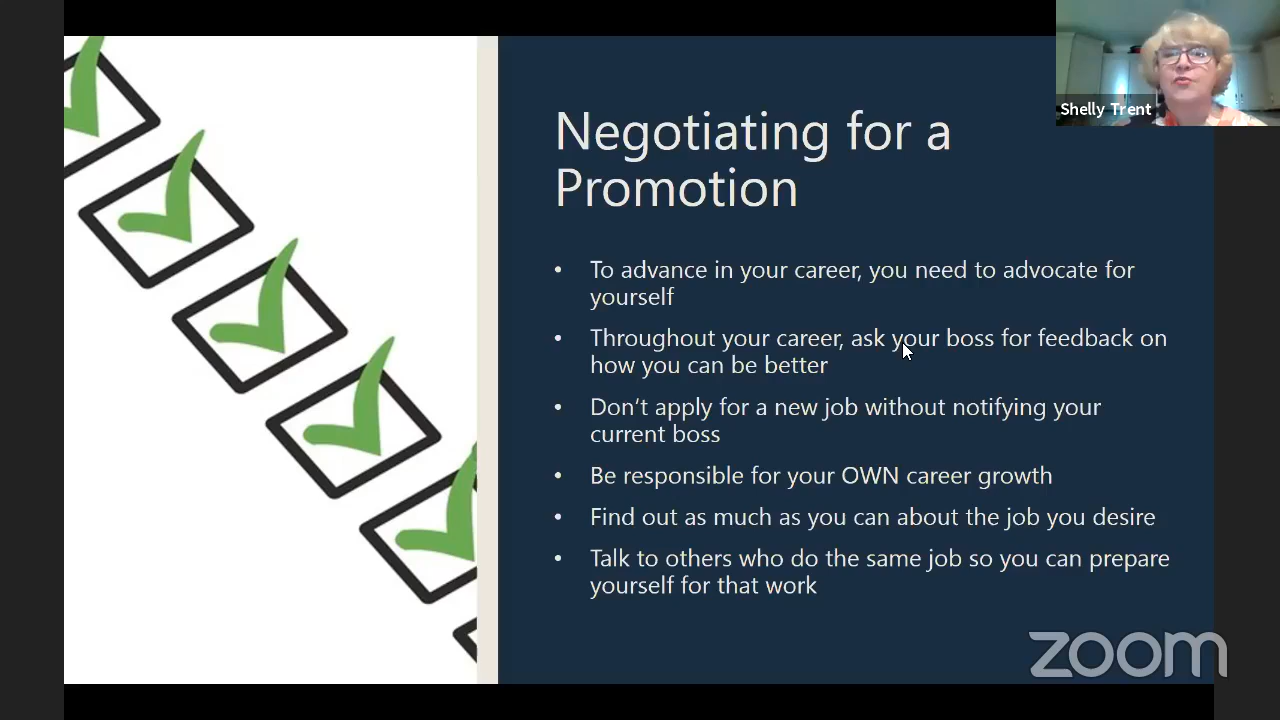 Shelly Trent
Negotiating for a
Promotion
• To advance in your career, you need to advocate for
yourself
• Throughout your career, ask your boss for feedback on
how you can be better
• Don't apply for a new job without notifying your
current boss
• Be responsible for your OWN career growth
• Find out as much as you can about the job you desire
• Talk to others who do the same job so you can prepare
yourself for that work
zoom